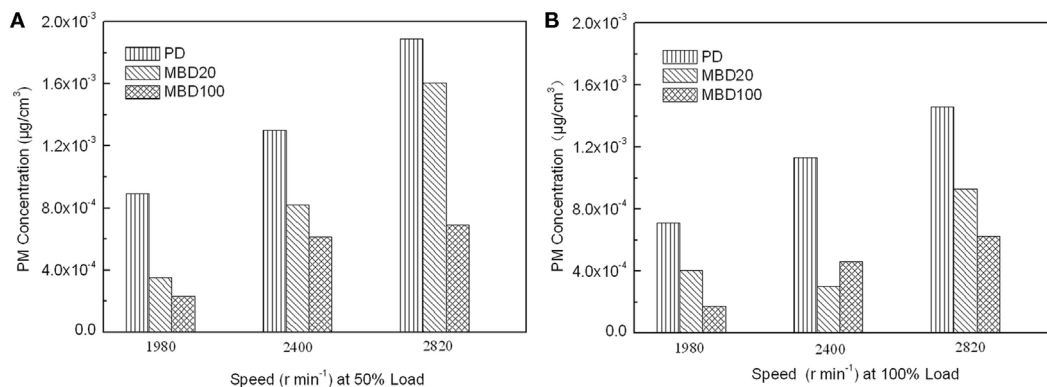 A
PM Concentration (µg/cm³)
2.0x10⁻³
1.6x10⁻³
1.2x10⁻³
8.0x10⁻⁴
4.0x10⁻⁴
0.0
PD
MBD20
MBD100
1980 2400 2820
Speed (r min⁻¹) at 50% Load
B
PM Concentration (µg/cm³)
2.0x10⁻³
1.6x10⁻³
1.2x10⁻³
8.0x10⁻⁴
4.0x10⁻⁴
0.0
PD
MBD20
MBD100
1980 2400 2820
Speed (r min⁻¹) at 100% Load